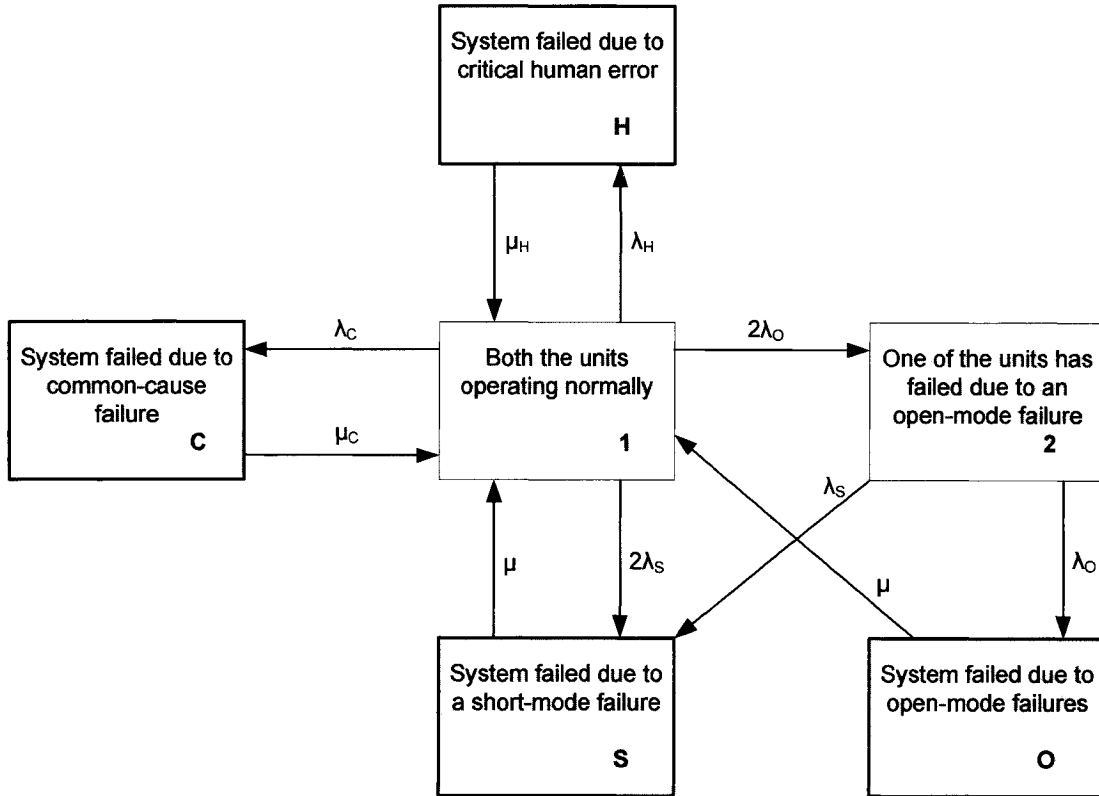 System failed due to
critical human error
H
μH
λH
System failed due to
common-cause
failure
C
λC
μC
Both the units
operating normally
1
2λO
One of the units has
failed due to an
open-mode failure
2
λS
μ
2λS
μ
λO
System failed due to
a short-mode failure
S
System failed due to
open-mode failures
O